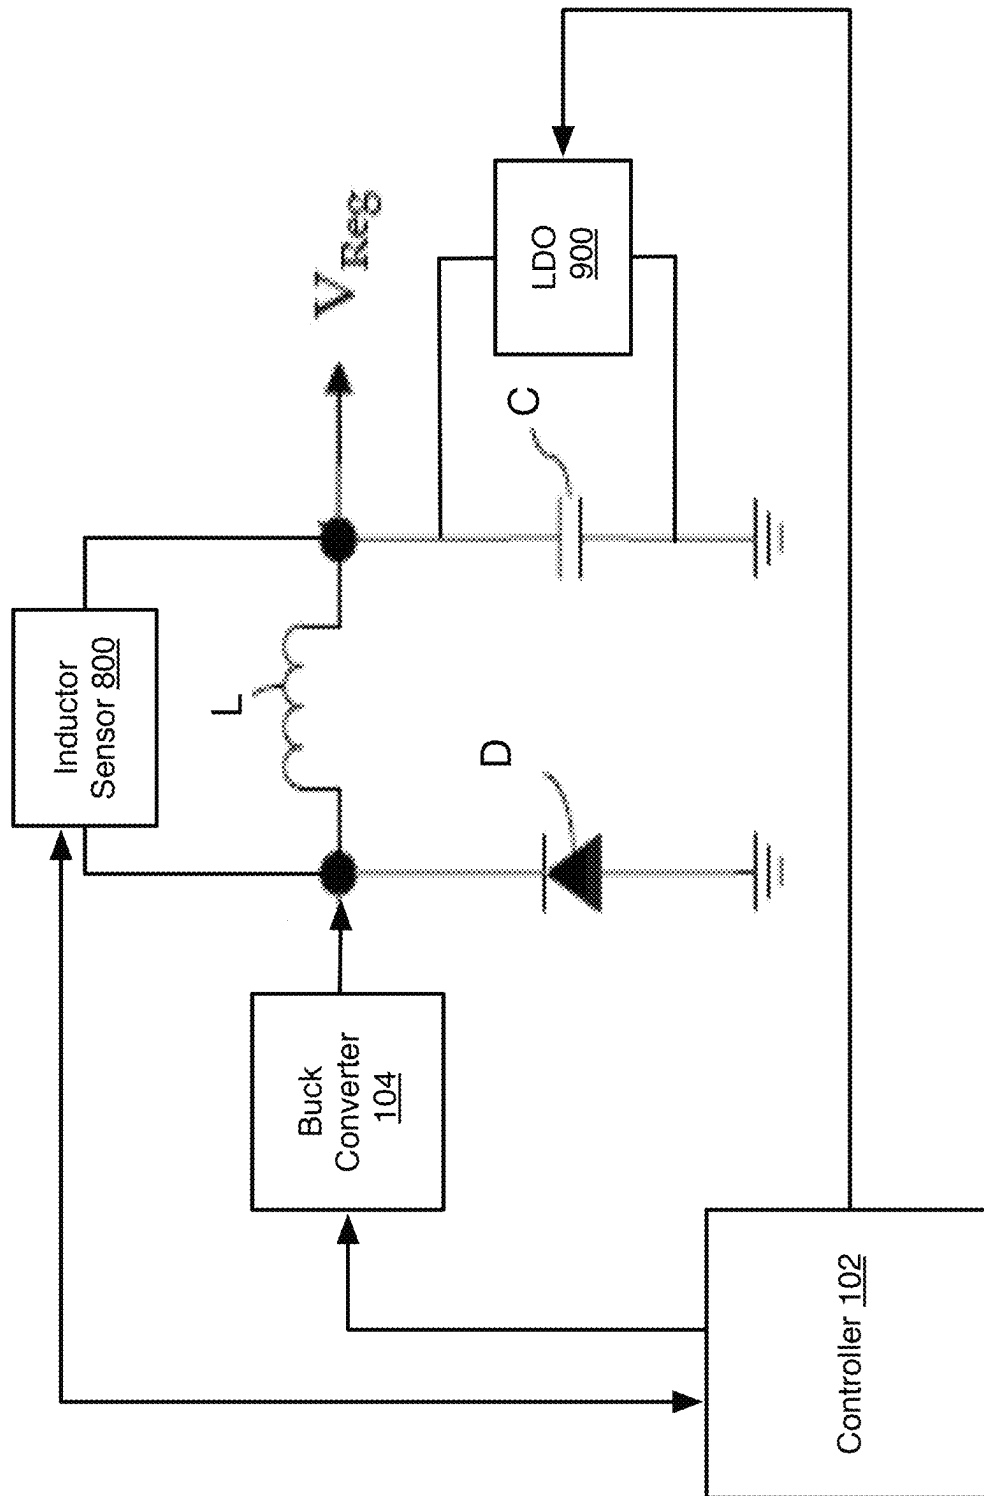 Inductor
Sensor 800
L
V Reg
Buck
Converter
104
D
C
LDO
900
Controller 102